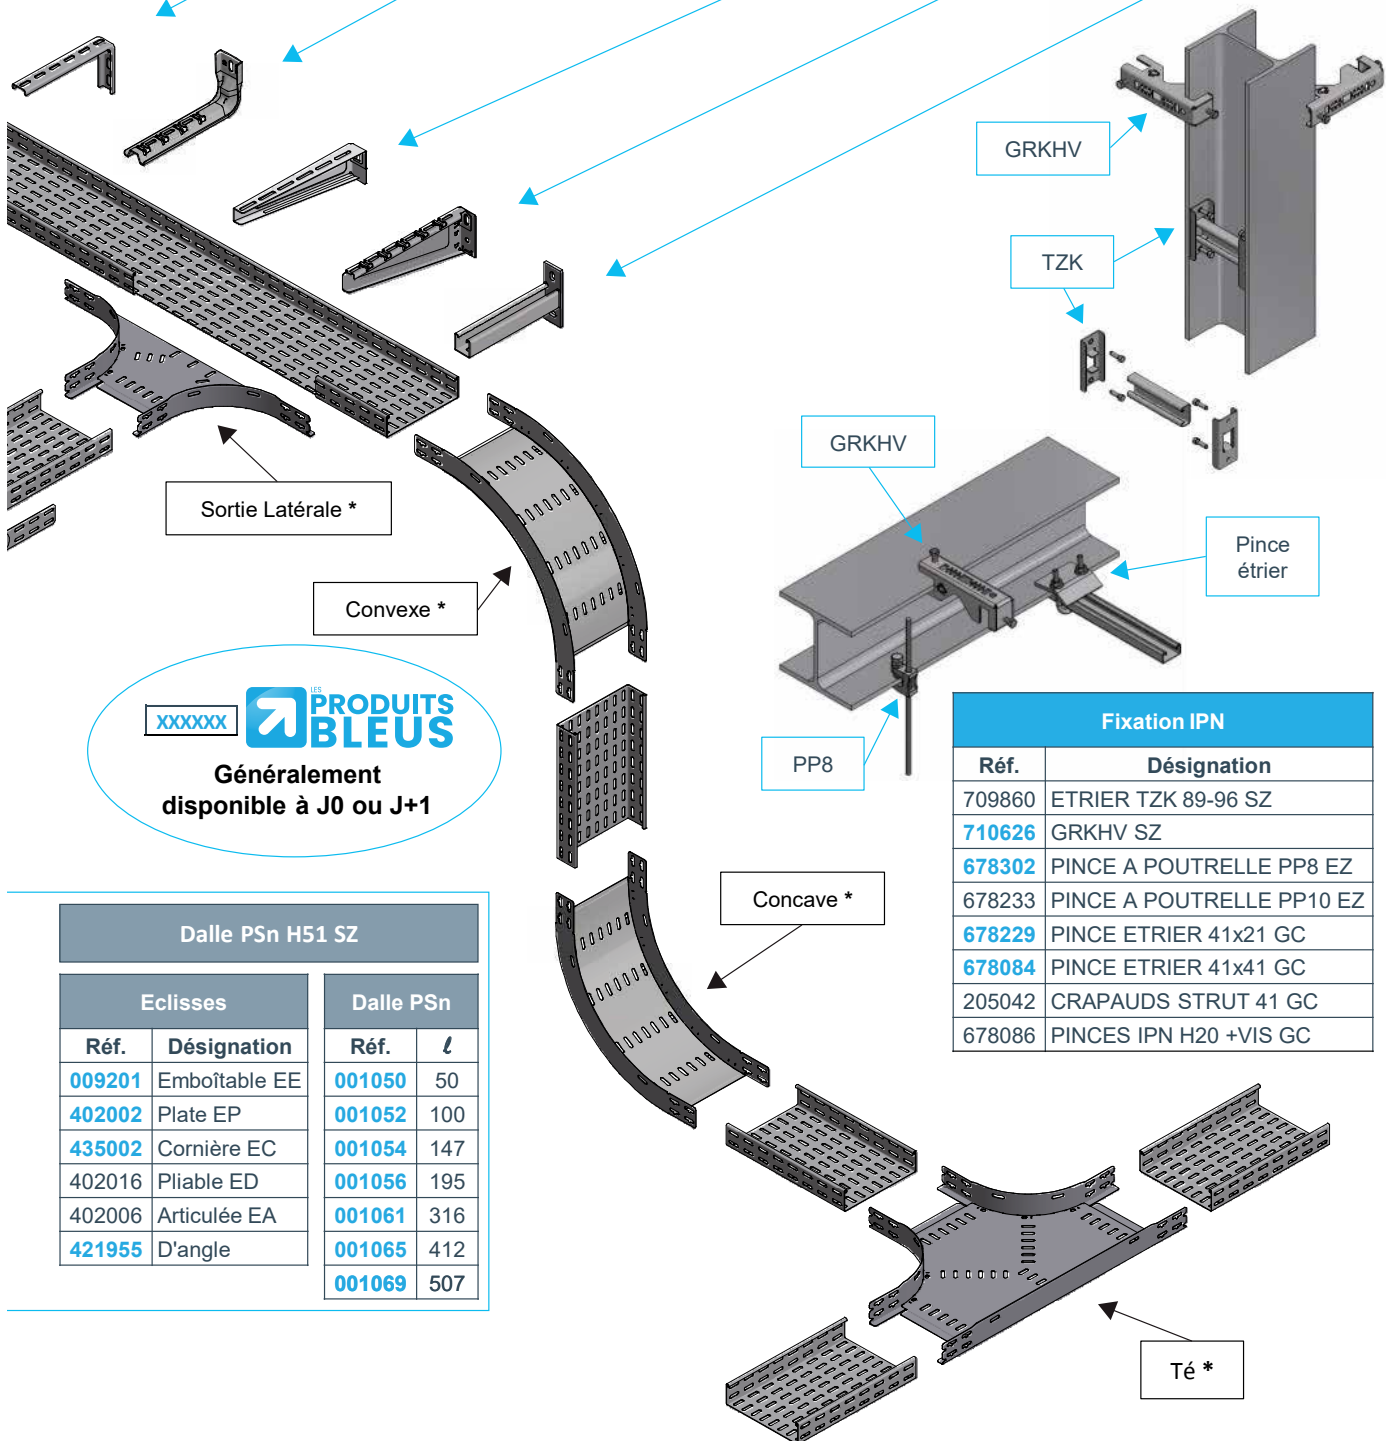 GRKHV
TZK
GRKHV
Sortie Latérale *
Pince
étrier
Convexe *
xxxxxx
LES
PRODUITS
BLEUS
Généralement
disponible à J0 ou J+1
PP8
Fixation IPN
Réf. Désignation
709860 ETRIER TZK 89-96 SZ
710626 GRKHV SZ
678302 PINCE A POUTRELLE PP8 EZ
678233 PINCE A POUTRELLE PP10 EZ
678229 PINCE ETRIER 41x21 GC
678084 PINCE ETRIER 41x41 GC
205042 CRAPAUDS STRUT 41 GC
678086 PINCES IPN H20 +VIS GC
Concave *
Dalle PSn H51 SZ
Eclisses
Réf. Désignation
009201 Emboîtable EE
402002 Plate EP
435002 Cornière EC
402016 Pliable ED
402006 Articulée EA
421955 D'angle
Dalle PSn
Réf. ℓ
001050 50
001052 100
001054 147
001056 195
001061 316
001065 412
001069 507
Té *